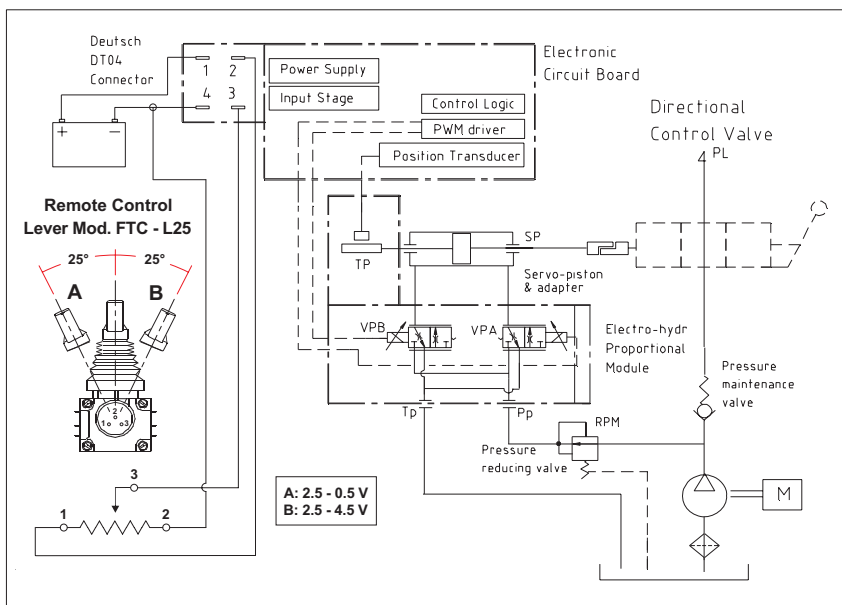 Deutsch
DT04
Connector
1 2
4 3
Power Supply
Input Stage
Control Logic
PWM driver
Position Transducer
Electronic
Circuit Board
Directional
Control Valve
PL
+ −
Remote Control
Lever Mod. FTC - L25
25° 25°
A B
2
1 3
TP
SP
Servo-piston
& adapter
VPB
VPA
Electro-hydr
Proportional
Module
Tp
Pp
RPM
Pressure
reducing valve
Pressure
maintenance
valve
M
3
1
2
A: 2.5 - 0.5 V
B: 2.5 - 4.5 V